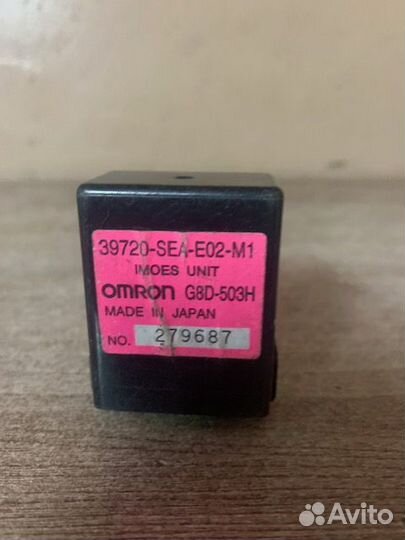 39720-SEA-E02-M1
IMOES UNIT
OMRON G8D-503H
MADE IN JAPAN
NO. 279687
Avito